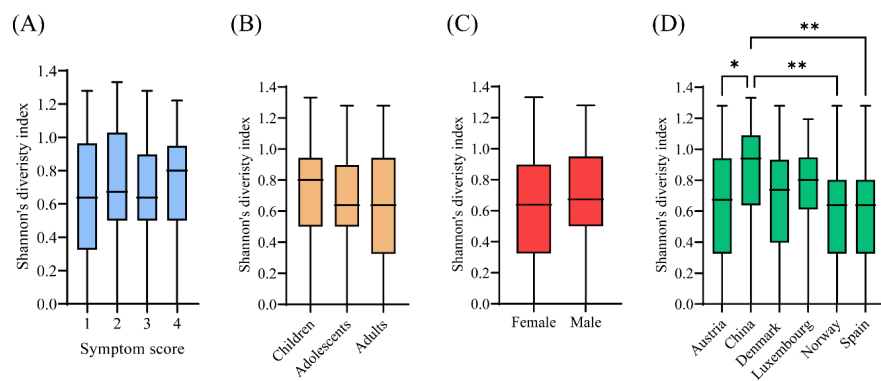 (A)
Shannon's diveristy index
1.4
1.2
1.0
0.8
0.6
0.4
0.2
0.0
1 2 3 4
Symptom score
(B)
Shannon's diveristy index
1.4
1.2
1.0
0.8
0.6
0.4
0.2
0.0
Children
Adolescents
Adults
(C)
Shannon's diveristy index
1.4
1.2
1.0
0.8
0.6
0.4
0.2
0.0
Female Male
(D)
**
* **
Shannon's diveristy index
1.4
1.2
1.0
0.8
0.6
0.4
0.2
0.0
Austria
China
Denmark
Luxembourg
Norway
Spain